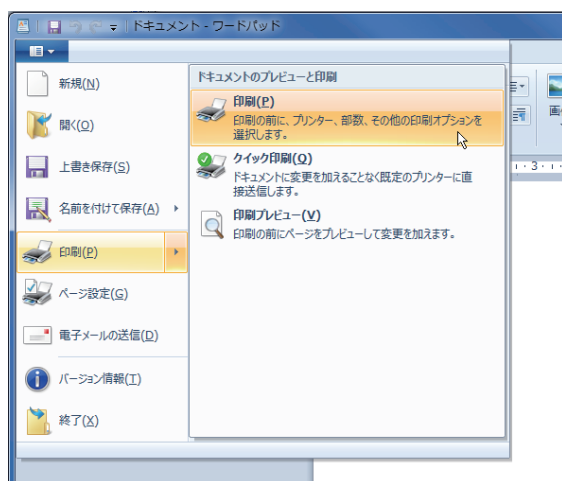 ドキュメント - ワードパッド
新規(N)
開く(O)
上書き保存(S)
名前を付けて保存(A)
印刷(P)
ページ設定(G)
電子メールの送信(D)
バージョン情報(T)
終了(X)
ドキュメントのプレビューと印刷
印刷(P)
印刷の前に、プリンター、部数、その他の印刷オプションを
選択します。
クイック印刷(Q)
ドキュメントに変更を加えることなく既定のプリンターに直
接送信します。
印刷プレビュー(V)
印刷の前にページをプレビューして変更を加えます。
画
3